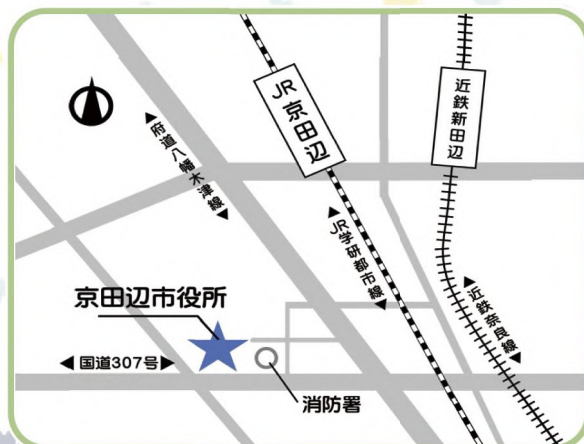 JR京田辺
近鉄新田辺
▲府道八幡木津線▼
▲JR学研都市線▼
▲近鉄奈良線▼
京田辺市役所
◀国道307号▶
消防署